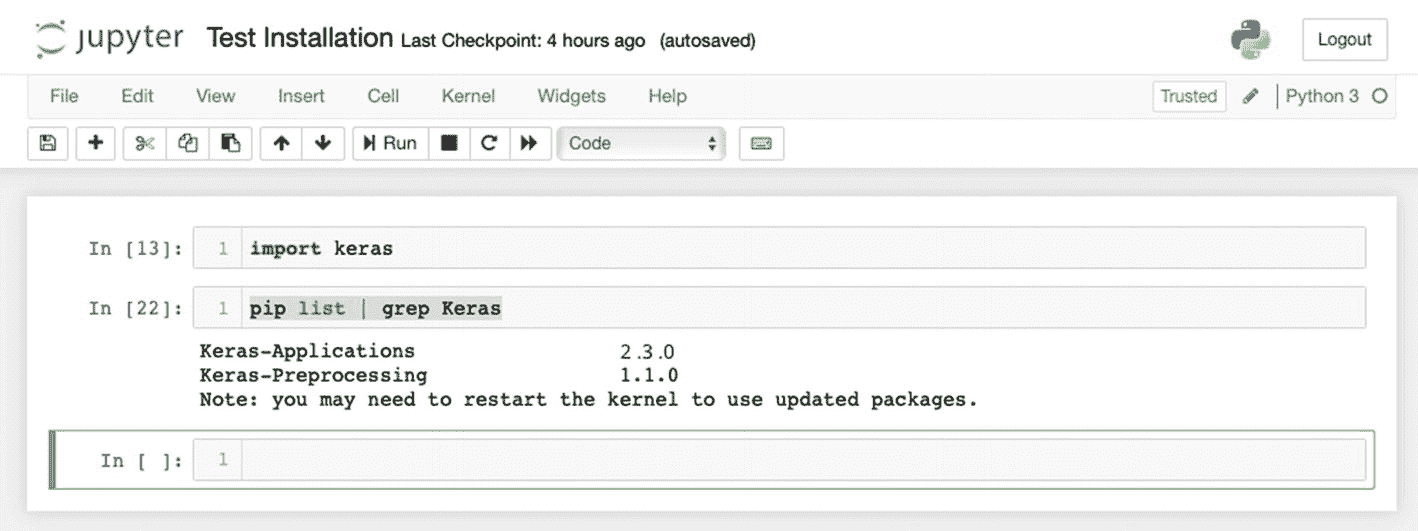 jupyter Test Installation Last Checkpoint: 4 hours ago (autosaved) Logout
File Edit View Insert Cell Kernel Widgets Help Trusted Python 3
Run Code
In [13]: 1 import keras
In [22]: 1 pip list | grep Keras
Keras-Applications 2.3.0
Keras-Preprocessing 1.1.0
Note: you may need to restart the kernel to use updated packages.
In [ ]: 1